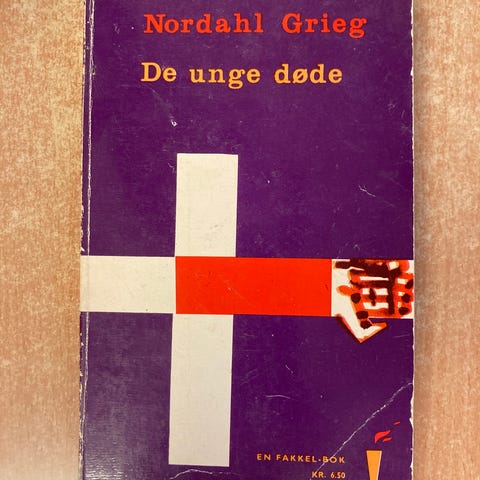 Nordahl Grieg
De unge døde
EN FAKKEL-BOK
KR. 6.50